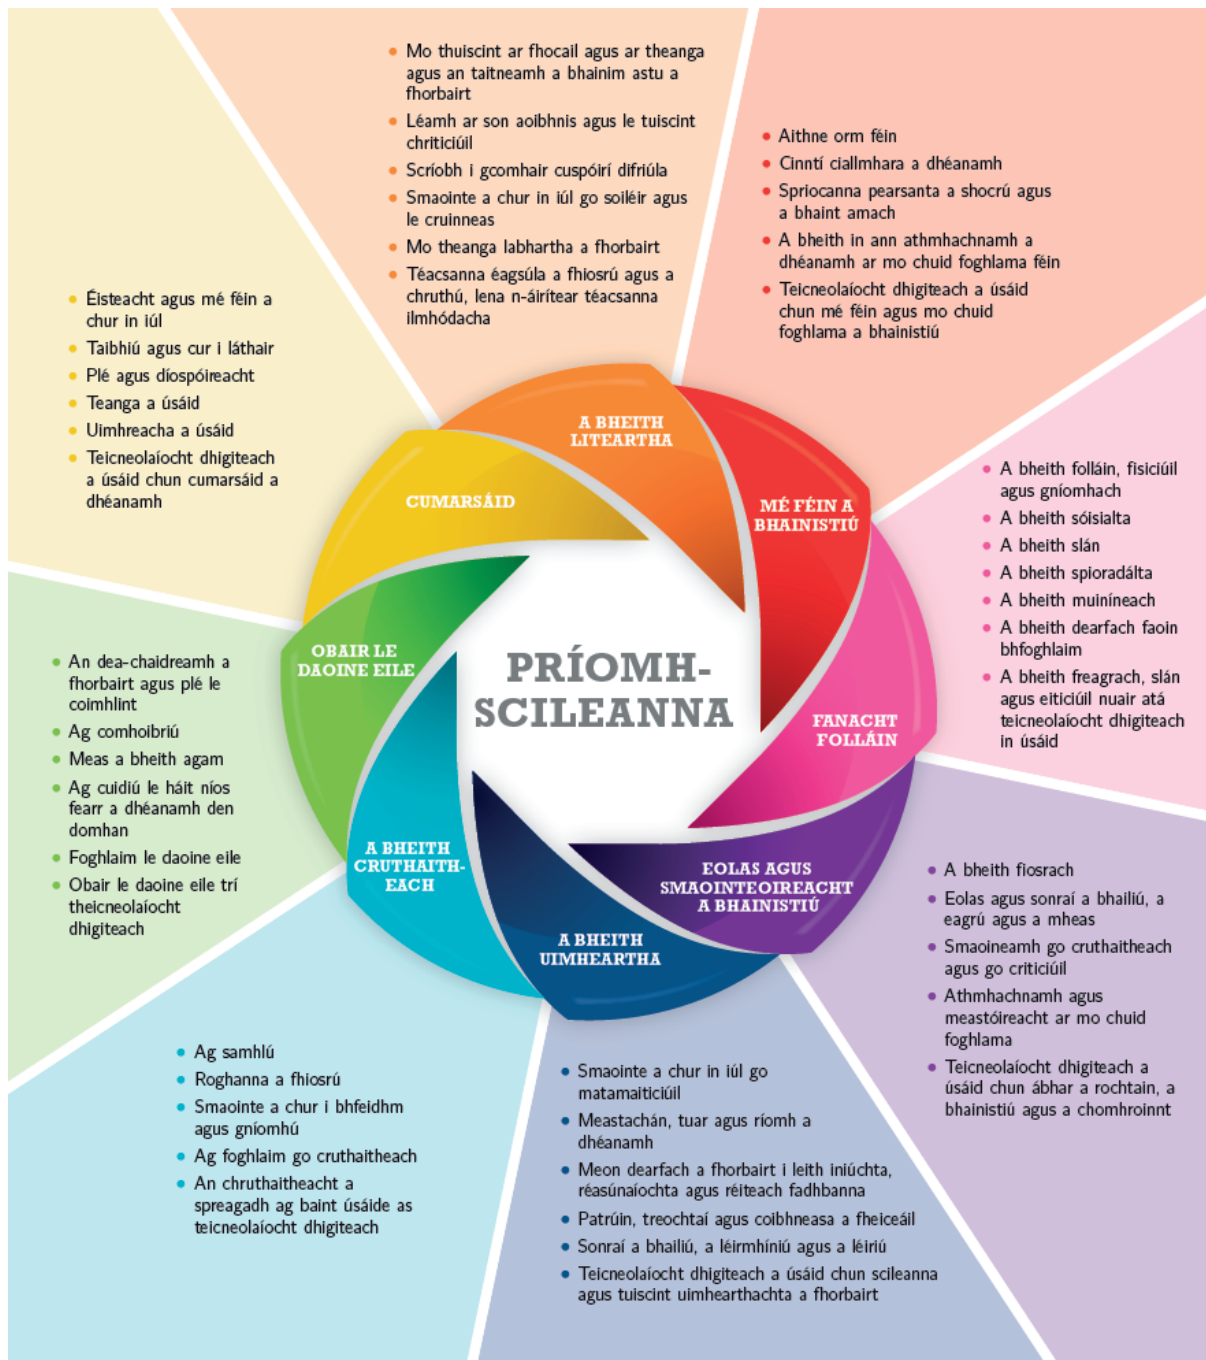 PRÍOMH-
SCILEANNA
A BHEITH
LITEARTHA
• Mo thuiscint ar fhocail agus ar theanga
agus an taitneamh a bhainim astu a
fhorbairt
• Léamh ar son aoibhnis agus le tuiscint
chriticiúil
• Scríobh i gcomhair cuspóirí difriúla
• Smaointe a chur in iúl go soiléir agus
le cruinneas
• Mo theanga labhartha a fhorbairt
• Téacsanna éagsúla a fhiosrú agus a
chruthú, lena n-áirítear téacsanna
ilmhódacha
MÉ FÉIN A
BHAINISTIÚ
• Aithne orm féin
• Cinntí ciallmhara a dhéanamh
• Spriocanna pearsanta a shocrú agus
a bhaint amach
• A bheith in ann athmhachnamh a
dhéanamh ar mo chuid foghlama féin
• Teicneolaíocht dhigiteach a úsáid
chun mé féin agus mo chuid
foghlama a bhainistiú
FANACHT
FOLLÁIN
• A bheith folláin, fisiciúil
agus gníomhach
• A bheith sóisialta
• A bheith slán
• A bheith spioradálta
• A bheith muiníneach
• A bheith dearfach faoin
bhfoghlaim
• A bheith freagrach, slán
agus eiticiúil nuair atá
teicneolaíocht dhigiteach
in úsáid
EOLAS AGUS
SMAOINTEOIREACHT
A BHAINISTIÚ
• A bheith fiosrach
• Eolas agus sonraí a bhailiú, a
eagrú agus a mheas
• Smaoineamh go cruthaitheach
agus go criticiúil
• Athmhachnamh agus
meastóireacht ar mo chuid
foghlama
• Teicneolaíocht dhigiteach a
úsáid chun ábhar a rochtain, a
bhainistiú agus a chomhroinnt
A BHEITH
UIMHEARTHA
• Smaointe a chur in iúl go
matamaiticiúil
• Meastachán, tuar agus ríomh a
dhéanamh
• Meon dearfach a fhorbairt i leith iniúchta,
réasúnaíochta agus réiteach fadhbanna
• Patrúin, treochtaí agus coibhneasa a fheiceáil
• Sonraí a bhailiú, a léirmhíniú agus a léiriú
• Teicneolaíocht dhigiteach a úsáid chun scileanna
agus tuiscint uimhearthachta a fhorbairt
A BHEITH
CRUTHAITH-
EACH
• Ag samhlú
• Roghanna a fhiosrú
• Smaointe a chur i bhfeidhm
agus gníomhú
• Ag foghlaim go cruthaitheach
• An chruthaitheacht a
spreagadh ag baint úsáide as
teicneolaíocht dhigiteach
OBAIR LE
DAOINE EILE
• An dea-chaidreamh a
fhorbairt agus plé le
coimhlint
• Ag comhoibriú
• Meas a bheith agam
• Ag cuidiú le háit níos
fearr a dhéanamh den
domhan
• Foghlaim le daoine eile
• Obair le daoine eile trí
theicneolaíocht
dhigiteach
CUMARSÁID
• Éisteacht agus mé féin a
chur in iúl
• Taibhiú agus cur i láthair
• Plé agus díospóireacht
• Teanga a úsáid
• Uimhreacha a úsáid
• Teicneolaíocht dhigiteach
a úsáid chun cumarsáid a
dhéanamh